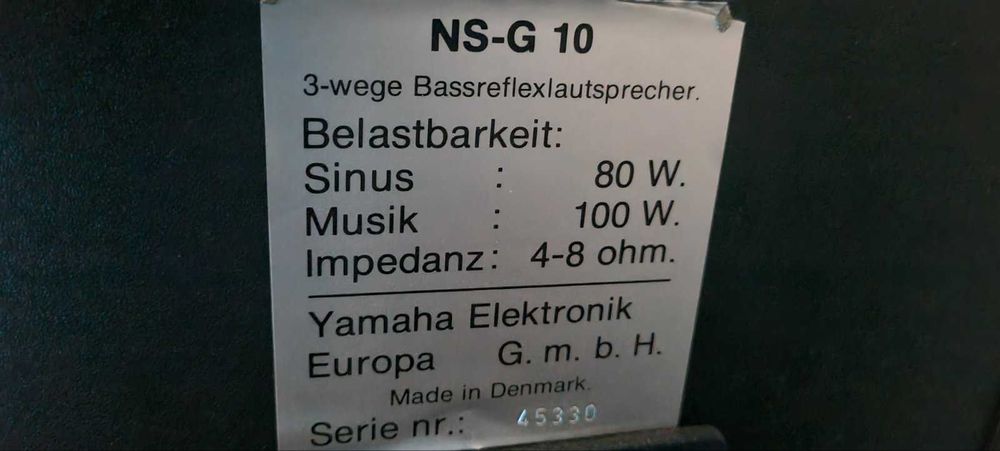 NS-G 10
3-wege Bassreflexlautsprecher.
Belastbarkeit:
Sinus : 80 W.
Musik : 100 W.
Impedanz: 4-8 ohm.
Yamaha Elektronik
Europa G. m. b. H.
Made in Denmark.
Serie nr.: 45330